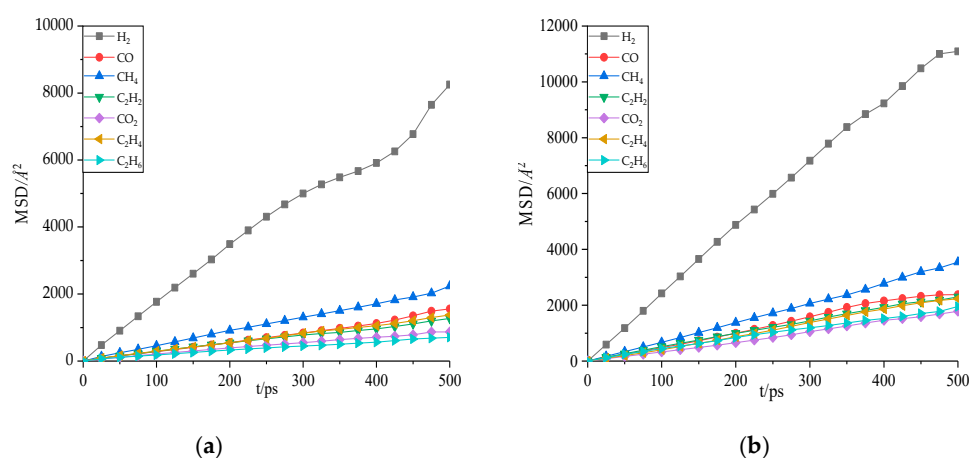 10000
8000
6000
4000
2000
0
MSD/Å²
H₂
CO
CH₄
C₂H₂
CO₂
C₂H₄
C₂H₆
0 100 200 300 400 500
t/ps
(a)
12000
10000
8000
6000
4000
2000
0
MSD/Å²
H₂
CO
CH₄
C₂H₂
CO₂
C₂H₄
C₂H₆
0 100 200 300 400 500
t/ps
(b)